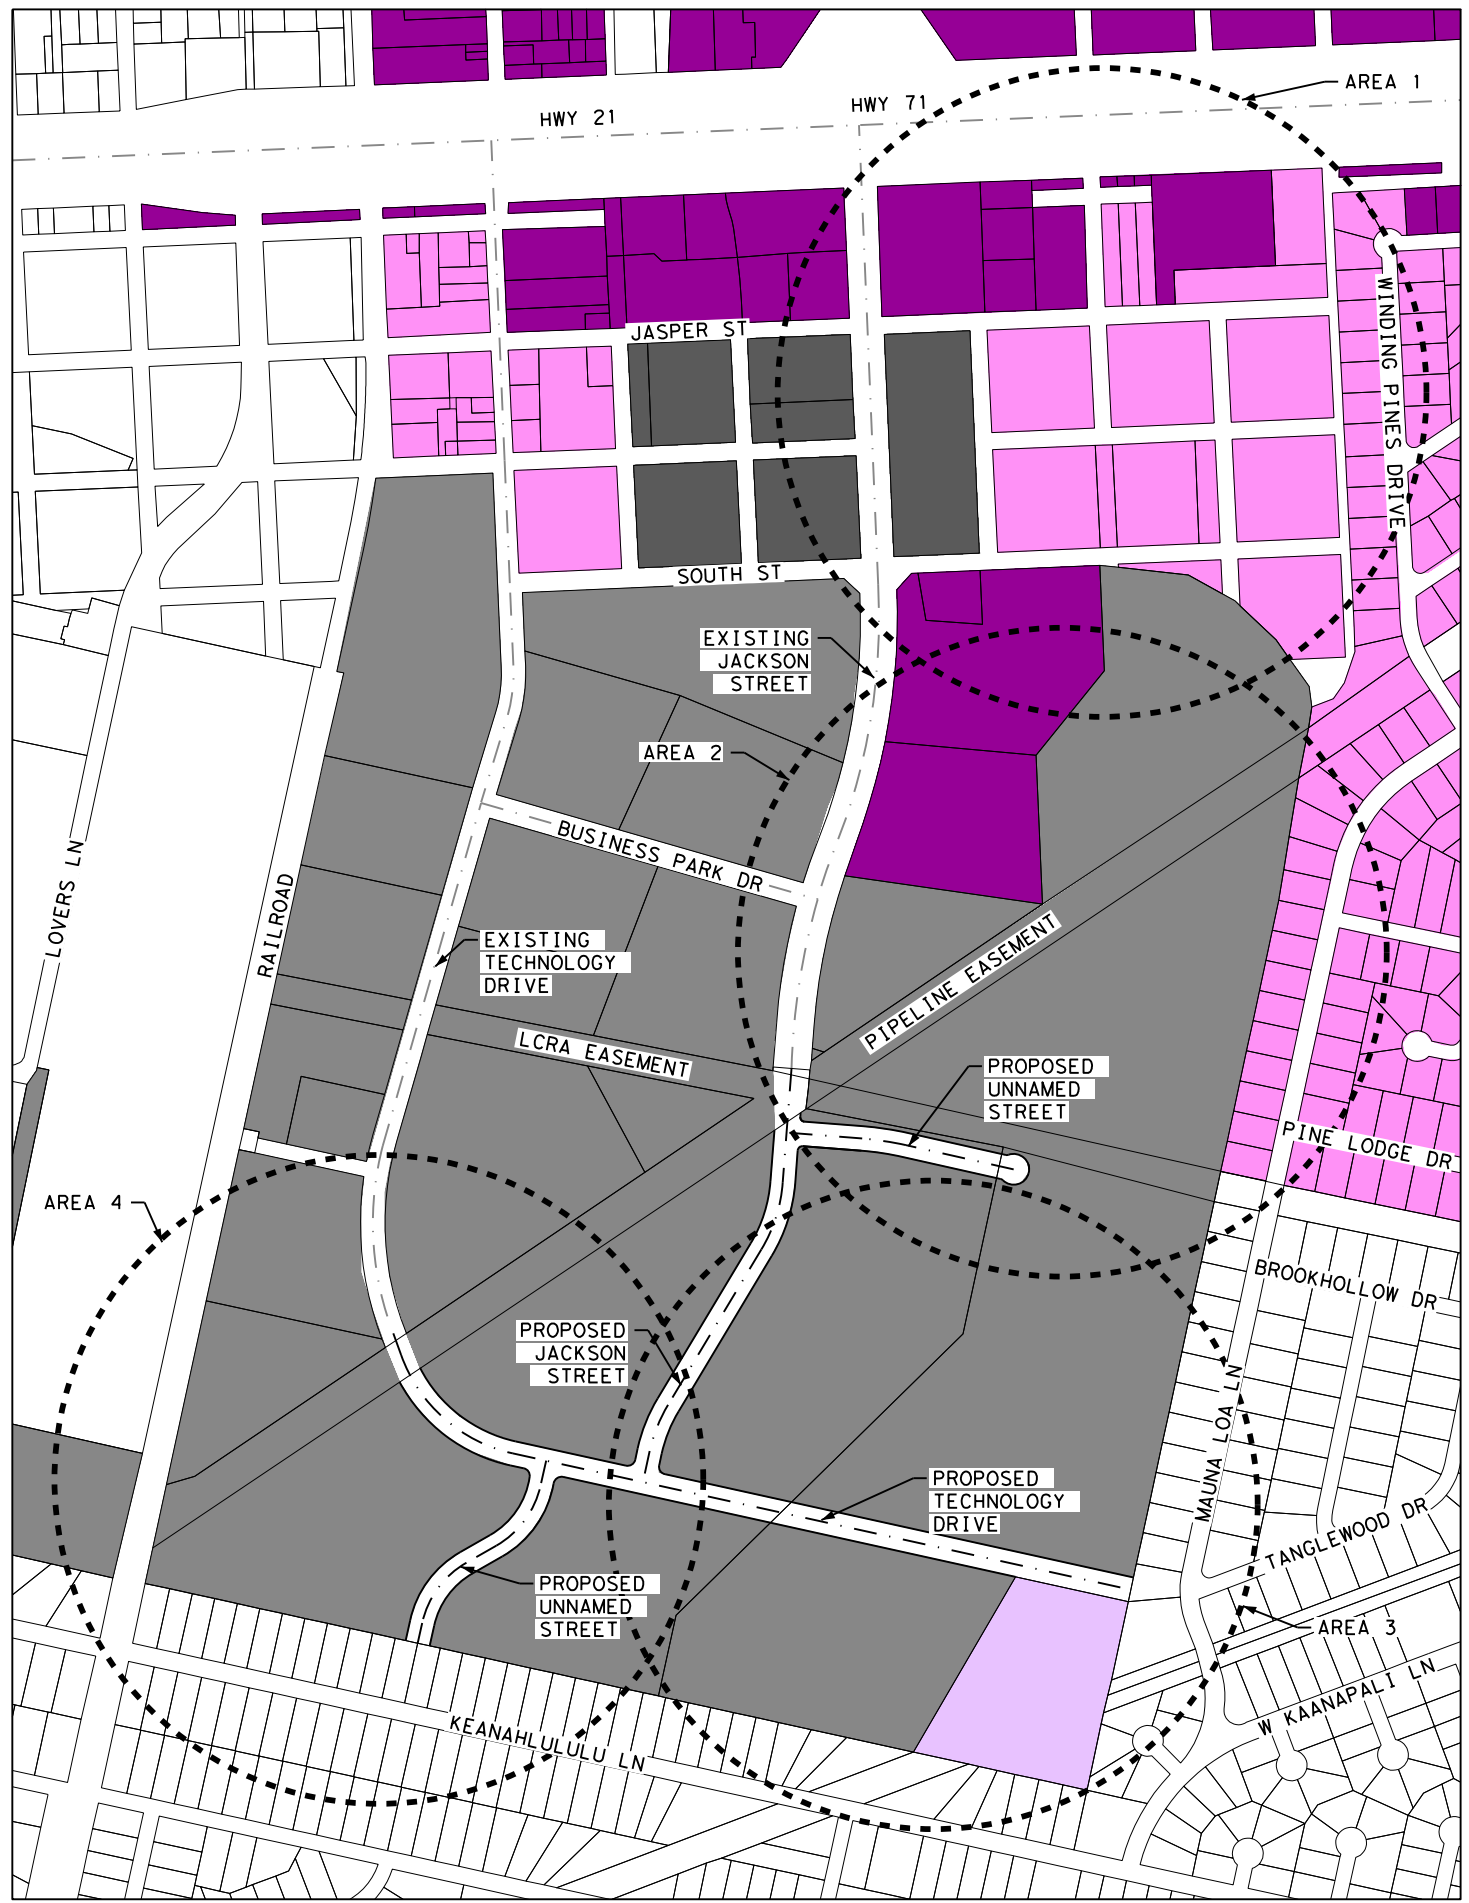 AREA 1
HWY 71
HWY 21
WINDING PINES DRIVE
JASPER ST
SOUTH ST
EXISTING
JACKSON
STREET
AREA 2
BUSINESS PARK DR
LOVERS LN
RAILROAD
EXISTING
TECHNOLOGY
DRIVE
PIPELINE EASEMENT
LCRA EASEMENT
PROPOSED
UNNAMED
STREET
PINE LODGE DR
AREA 4
BROOKHOLLOW DR
PROPOSED
JACKSON
STREET
MAUNA LOA LN
PROPOSED
TECHNOLOGY
DRIVE
TANGLEWOOD DR
PROPOSED
UNNAMED
STREET
AREA 3
W KAANAPALI LN
KEANAHLULULU LN